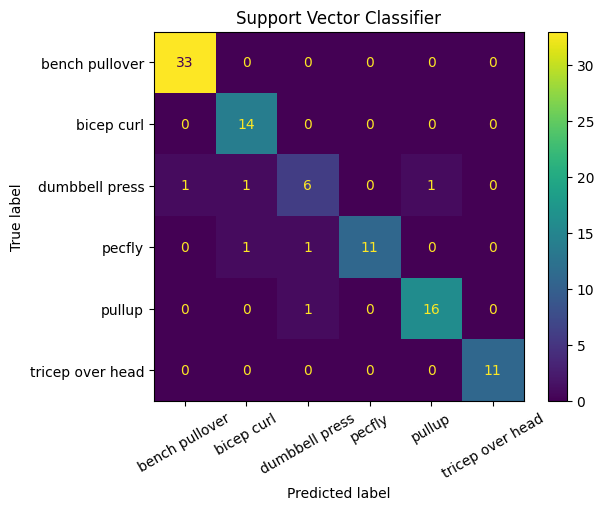 Support Vector Classifier
True label
bench pullover 33 0 0 0 0 0
bicep curl 0 14 0 0 0 0
dumbbell press 1 1 6 0 1 0
pecfly 0 1 1 11 0 0
pullup 0 0 1 0 16 0
tricep over head 0 0 0 0 0 11
bench pullover bicep curl dumbbell press pecfly pullup tricep over head
Predicted label
30
25
20
15
10
5
0